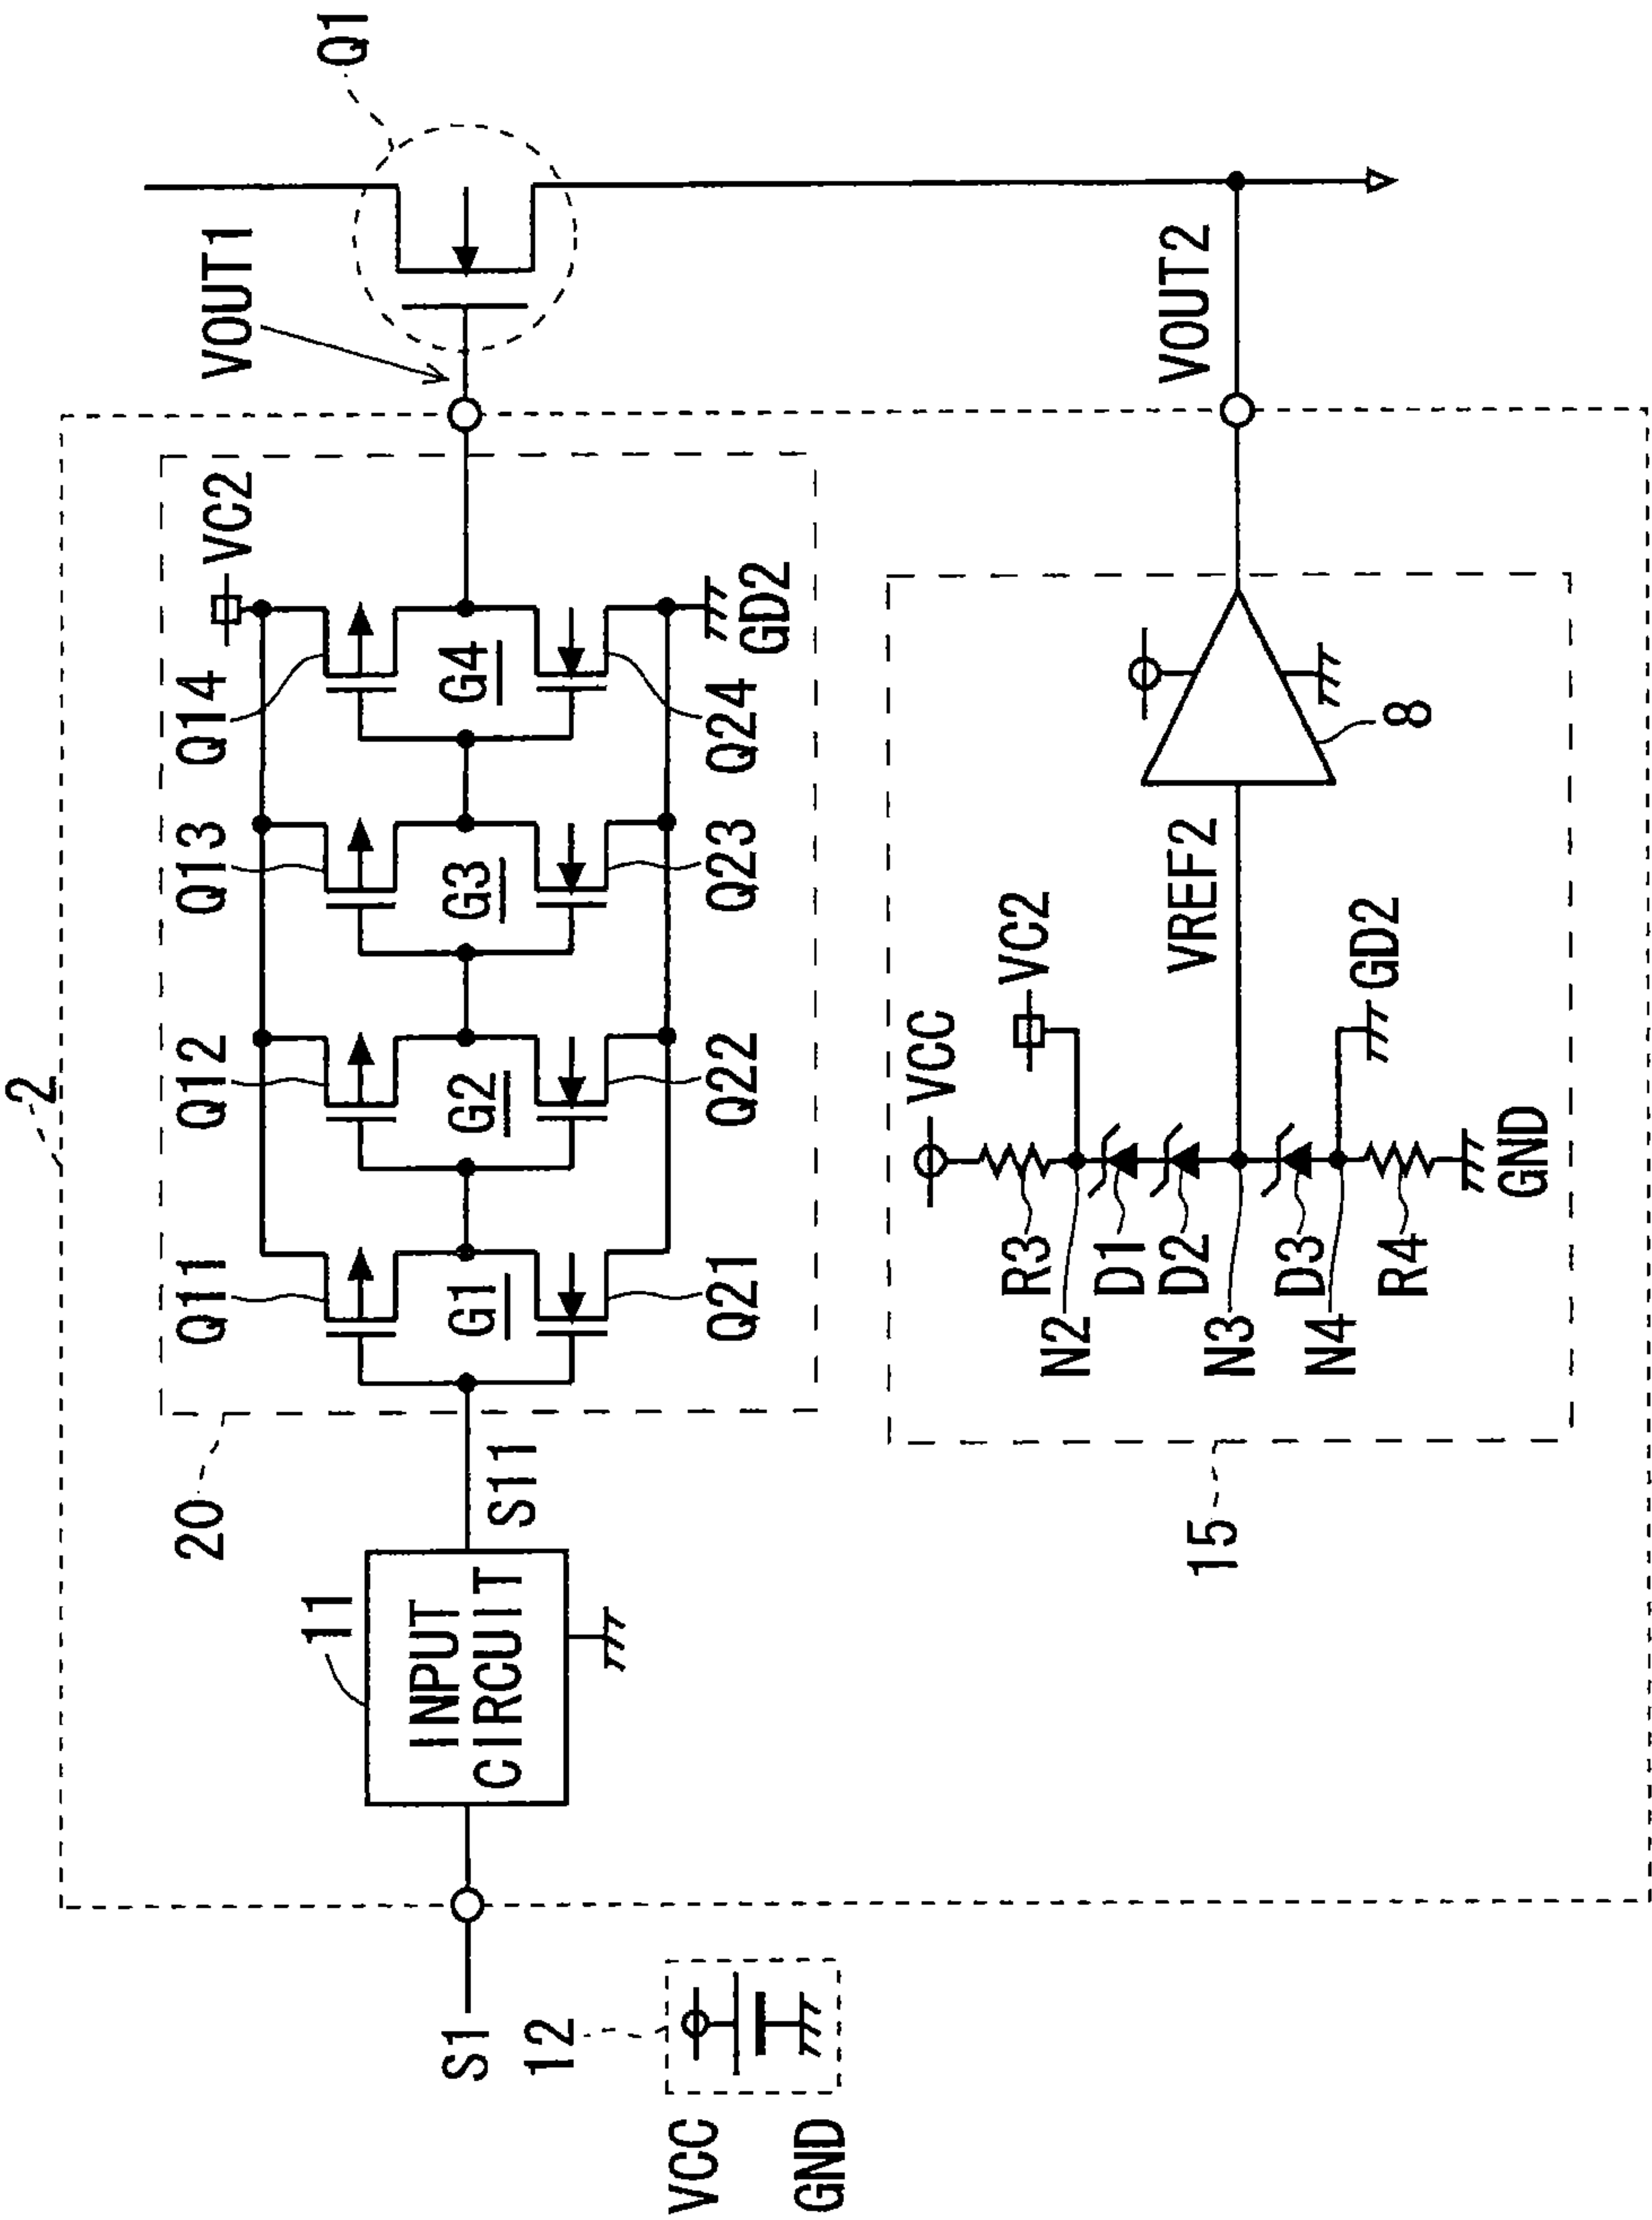 2
Q1
VOUT1
VC2
Q11
Q12
Q13
Q14
G1
G2
G3
G4
Q21
Q22
Q23
Q24
GD2
20
11
INPUT
CIRCUIT
S11
S1
12
VCC
GND
VOUT2
VCC
VC2
VREF2
8
R3
N2
D1
D2
N3
D3
N4
R4
GD2
GND
15